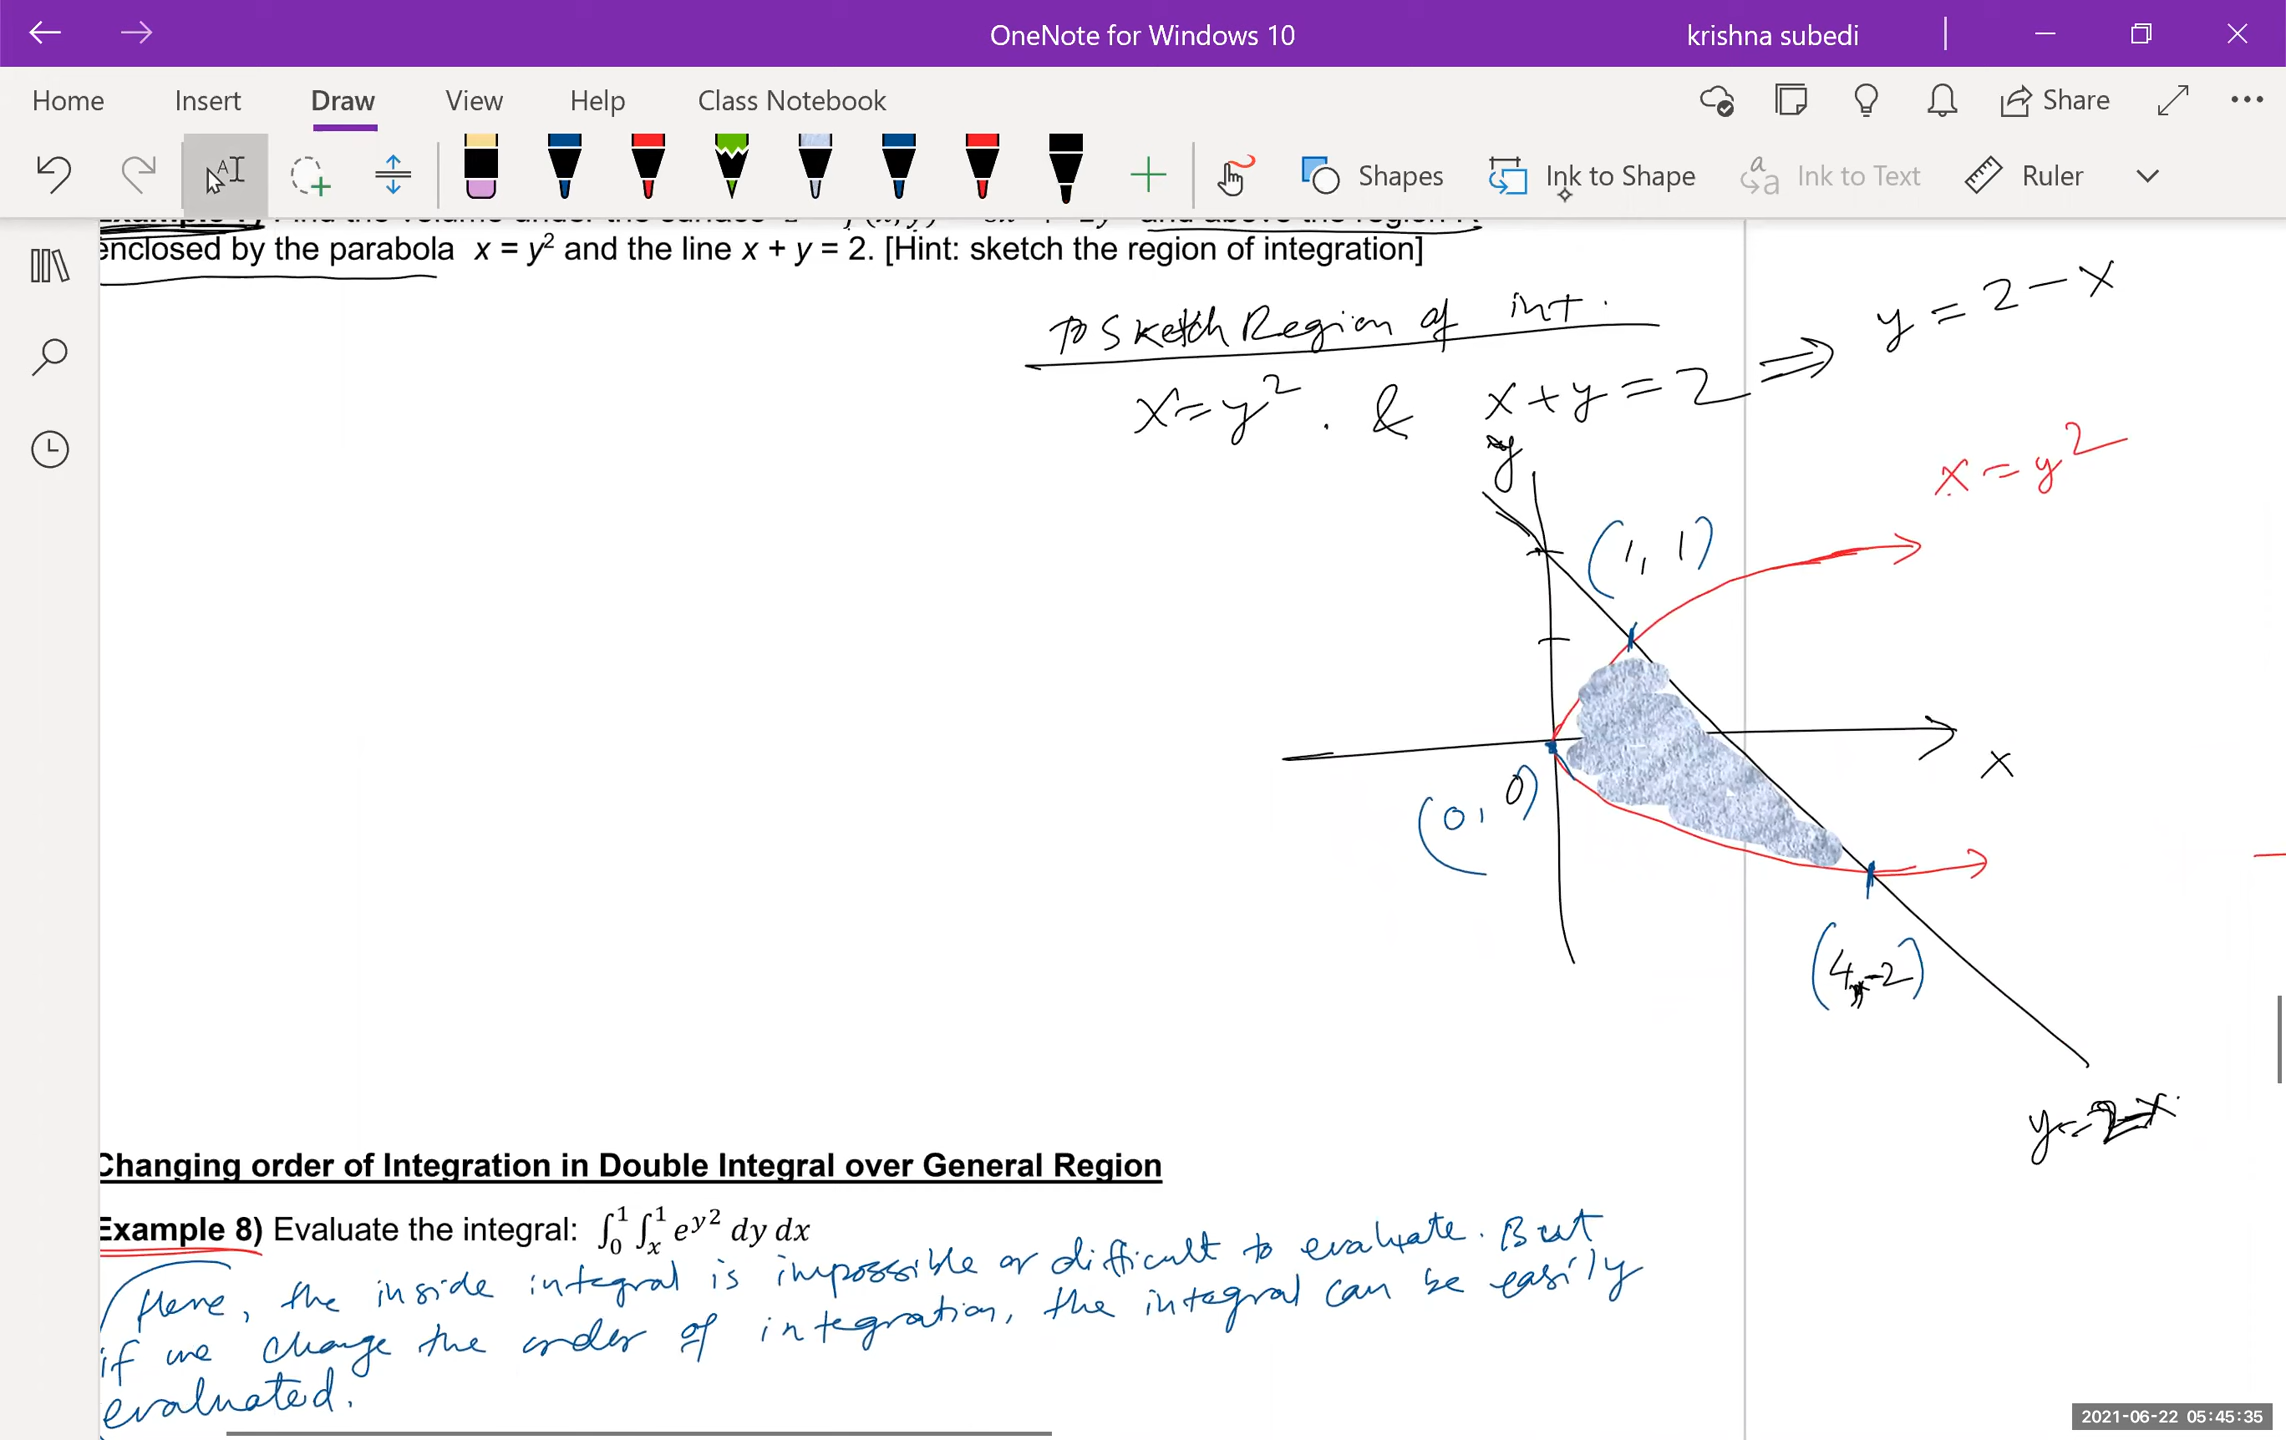 OneNote for Windows 10
krishna subedi
Home Insert Draw View Help Class Notebook
Share
Shapes Ink to Shape Ink to Text Ruler
enclosed by the parabola x = y² and the line x + y = 2. [Hint: sketch the region of integration]
To Sketch Region of int.
x = y² . & x + y = 2 ⟹ y = 2 - x
x = y²
y
(1, 1)
x
(0, 0)
(4, -2)
y = 2-x
Changing order of Integration in Double Integral over General Region
Example 8) Evaluate the integral: ∫₀¹ ∫ₓ¹ e^{y²} dy dx
Here, the inside integral is impossible or difficult to evaluate. But
if we change the order of integration, the integral can be easily
evaluated.
2021-06-22 05:45:35